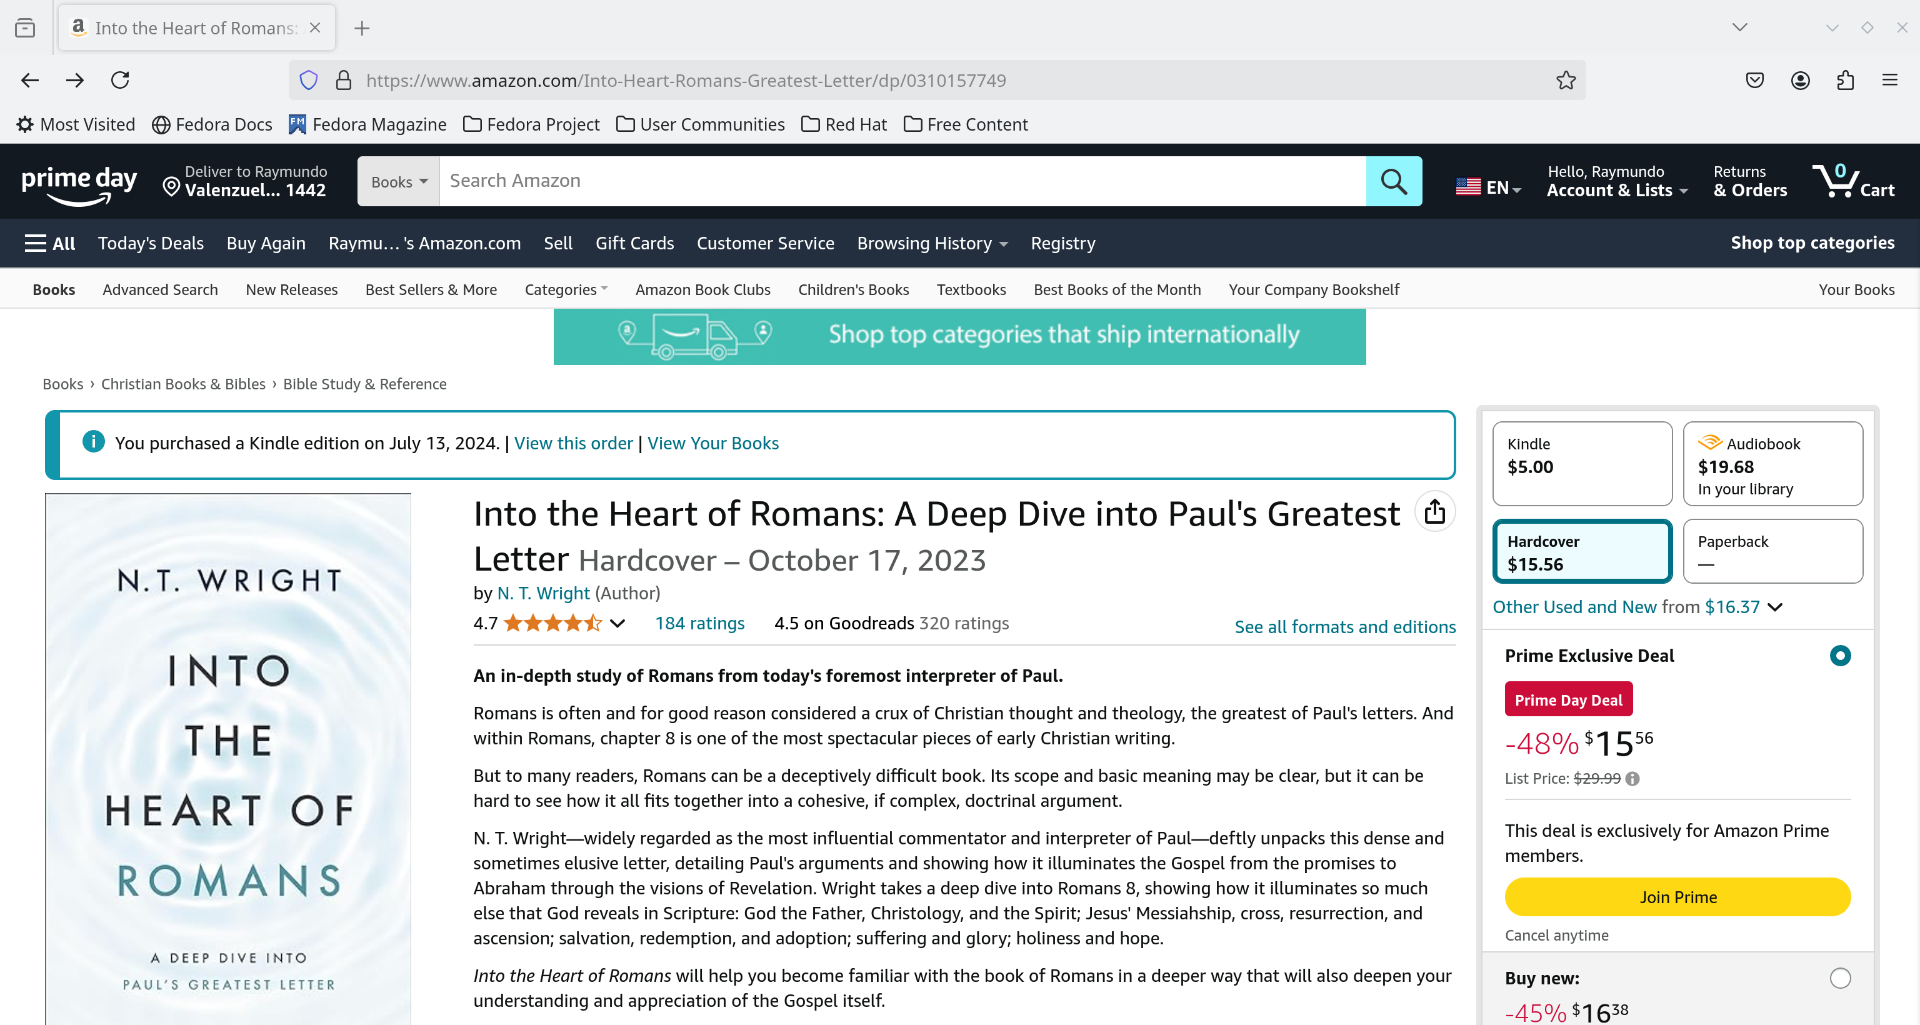 Into the Heart of Romans:
https://www.amazon.com/Into-Heart-Romans-Greatest-Letter/dp/0310157749
Most Visited
Fedora Docs
Fedora Magazine
Fedora Project
User Communities
Red Hat
Free Content
prime day
Deliver to Raymundo
Valenzuel... 1442
Books
Search Amazon
EN
Hello, Raymundo
Account & Lists
Returns
& Orders
0
Cart
All
Today's Deals
Buy Again
Raymu... 's Amazon.com
Sell
Gift Cards
Customer Service
Browsing History
Registry
Shop top categories
Books
Advanced Search
New Releases
Best Sellers & More
Categories
Amazon Book Clubs
Children's Books
Textbooks
Best Books of the Month
Your Company Bookshelf
Your Books
Shop top categories that ship internationally
Books › Christian Books & Bibles › Bible Study & Reference
You purchased a Kindle edition on July 13, 2024. | View this order | View Your Books
N.T. WRIGHT
INTO
THE
HEART OF
ROMANS
A DEEP DIVE INTO
PAUL'S GREATEST LETTER
Into the Heart of Romans: A Deep Dive into Paul's Greatest
Letter Hardcover – October 17, 2023
by N. T. Wright (Author)
4.7
184 ratings
4.5 on Goodreads 320 ratings
See all formats and editions
An in-depth study of Romans from today's foremost interpreter of Paul.
Romans is often and for good reason considered a crux of Christian thought and theology, the greatest of Paul's letters. And
within Romans, chapter 8 is one of the most spectacular pieces of early Christian writing.
But to many readers, Romans can be a deceptively difficult book. Its scope and basic meaning may be clear, but it can be
hard to see how it all fits together into a cohesive, if complex, doctrinal argument.
N. T. Wright—widely regarded as the most influential commentator and interpreter of Paul—deftly unpacks this dense and
sometimes elusive letter, detailing Paul's arguments and showing how it illuminates the Gospel from the promises to
Abraham through the visions of Revelation. Wright takes a deep dive into Romans 8, showing how it illuminates so much
else that God reveals in Scripture: God the Father, Christology, and the Spirit; Jesus' Messiahship, cross, resurrection, and
ascension; salvation, redemption, and adoption; suffering and glory; holiness and hope.
Into the Heart of Romans will help you become familiar with the book of Romans in a deeper way that will also deepen your
understanding and appreciation of the Gospel itself.
Kindle
$5.00
Audiobook
$19.68
In your library
Hardcover
$15.56
Paperback
—
Other Used and New from $16.37
Prime Exclusive Deal
Prime Day Deal
-48% $15 56
List Price: $29.99
This deal is exclusively for Amazon Prime
members.
Join Prime
Cancel anytime
Buy new:
-45% $16 38